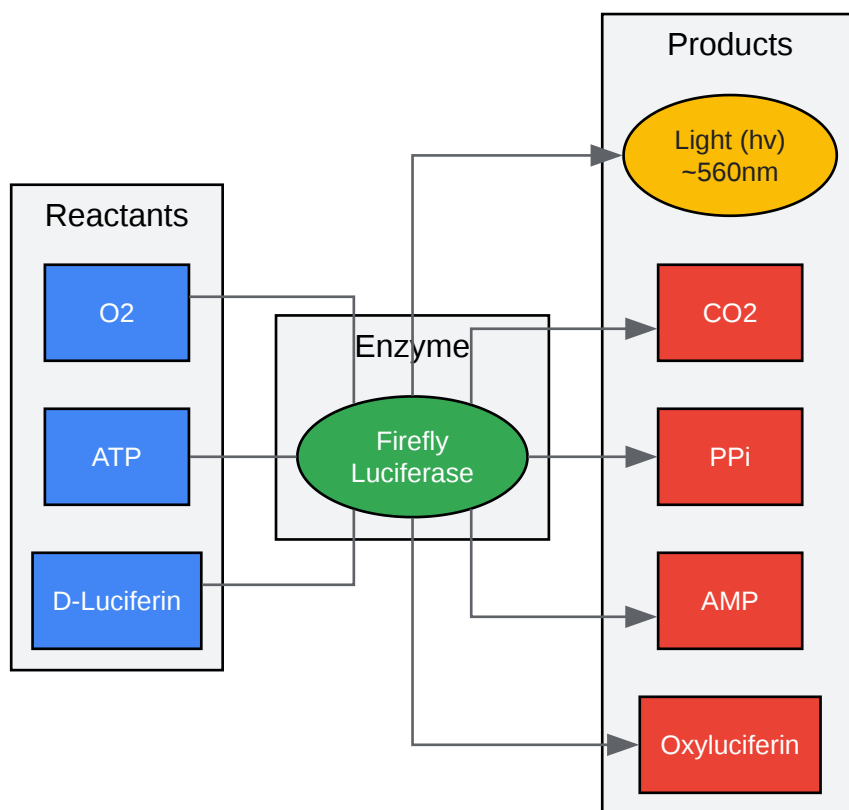 Reactants
O2
ATP
D-Luciferin
Enzyme
Firefly
Luciferase
Products
Light (hv)
~560nm
CO2
PPi
AMP
Oxyluciferin